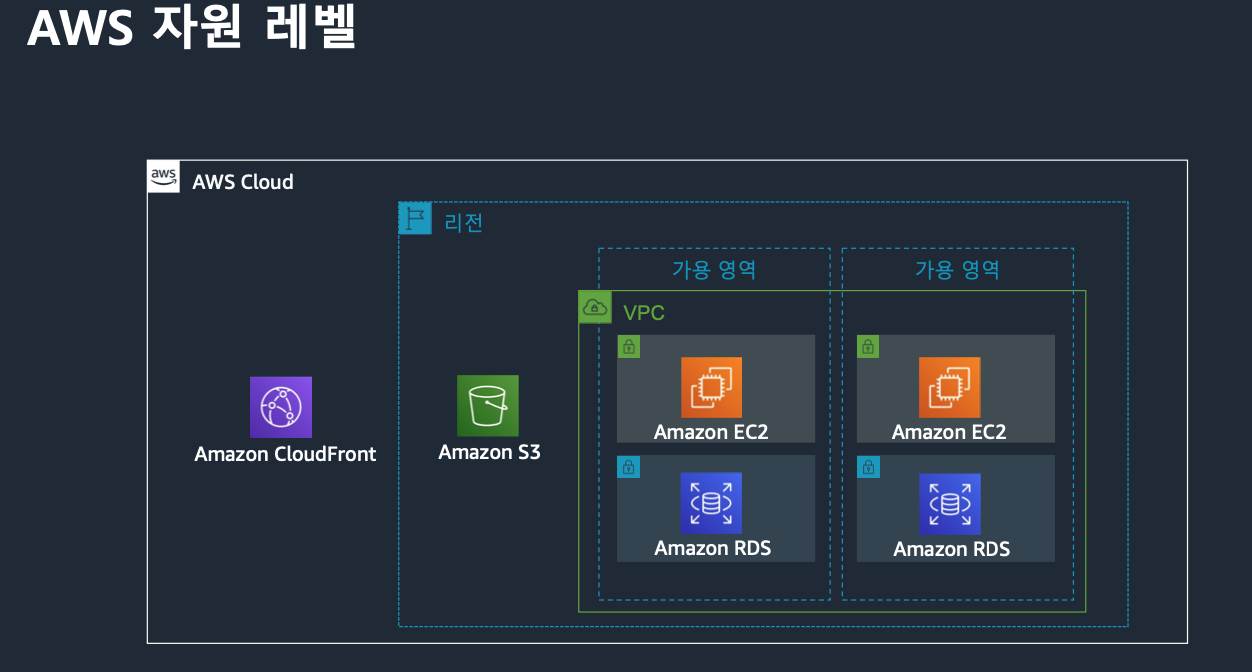 AWS 자원 레벨
aws
AWS Cloud
리전
가용 영역
가용 영역
VPC
Amazon EC2
Amazon EC2
Amazon CloudFront
Amazon S3
Amazon RDS
Amazon RDS